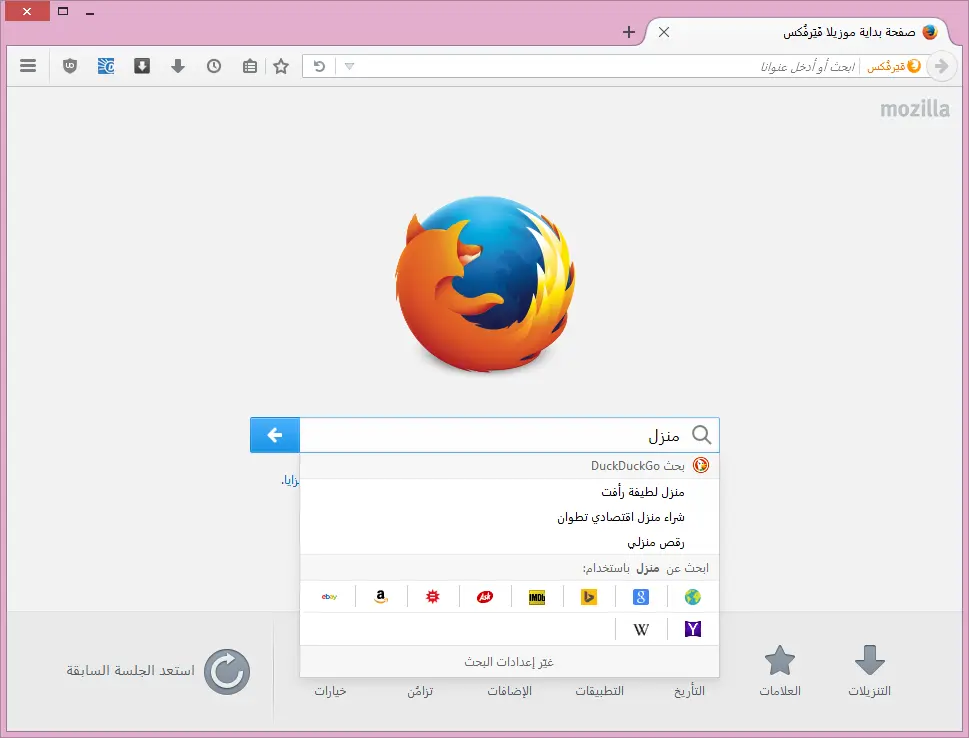 صفحة بداية موزيلا فَيَرفُكس
فَيَرفُكس
ابحث أو أدخل عنوانا
mozilla
منزل
بحث DuckDuckGo
زايا.
منزل لطيفة رأفت
شراء منزل اقتصادي تطوان
رقص منزلي
ابحث عن منزل باستخدام:
8
b
IMDb
Ask
a
ebay
Y
W
غيّر إعدادات البحث
التنزيلات
العلامات
التأريخ
التطبيقات
الإضافات
تزامُن
خيارات
استعد الجلسة السابقة